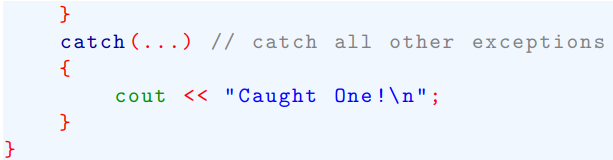 }
catch(...) // catch all other exceptions
{
cout << "Caught One!\n";
}
}